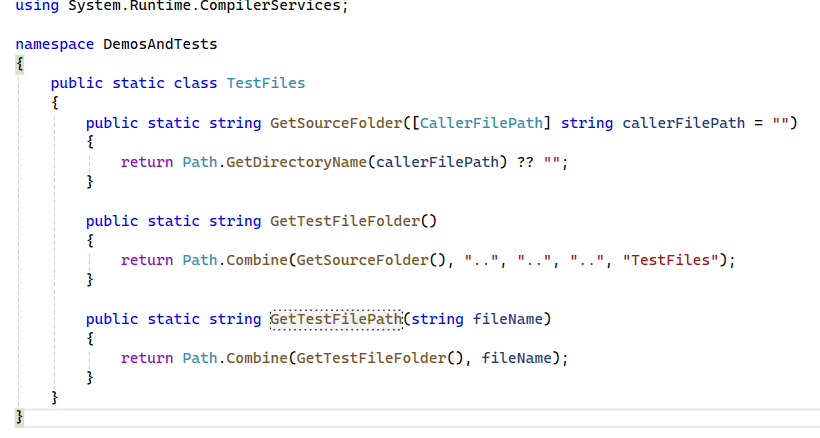 using System.Runtime.CompilerServices;
namespace DemosAndTests
{
public static class TestFiles
{
public static string GetSourceFolder([CallerFilePath] string callerFilePath = "")
{
return Path.GetDirectoryName(callerFilePath) ?? "";
}
public static string GetTestFileFolder()
{
return Path.Combine(GetSourceFolder(), "..", "..", "..", "TestFiles");
}
public static string GetTestFilePath(string fileName)
{
return Path.Combine(GetTestFileFolder(), fileName);
}
}
}